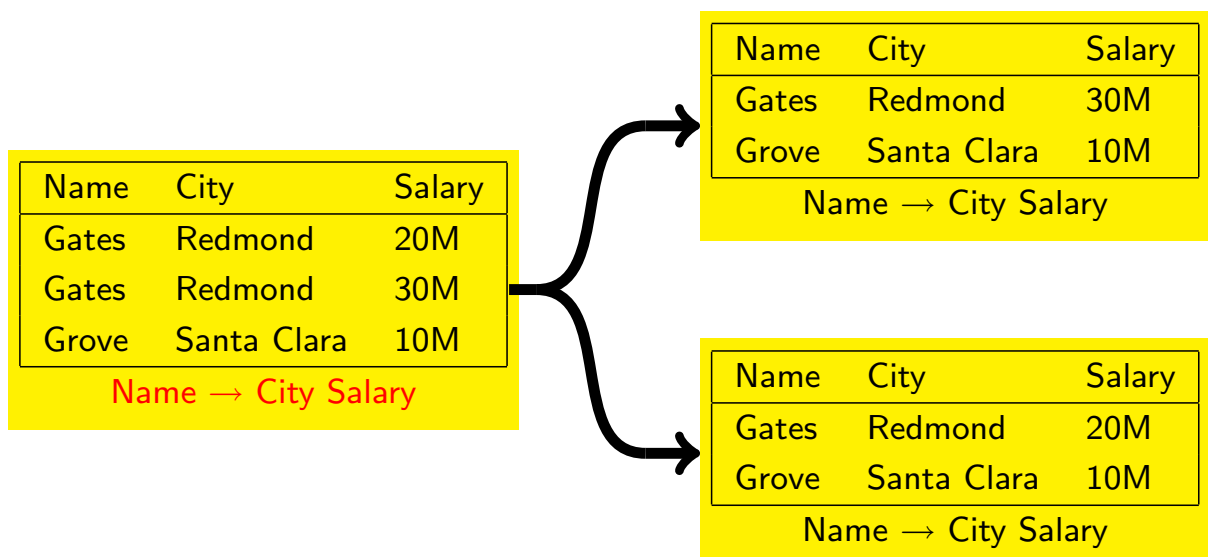 Name City Salary
Gates Redmond 20M
Gates Redmond 30M
Grove Santa Clara 10M
Name → City Salary
Name City Salary
Gates Redmond 30M
Grove Santa Clara 10M
Name → City Salary
Name City Salary
Gates Redmond 20M
Grove Santa Clara 10M
Name → City Salary